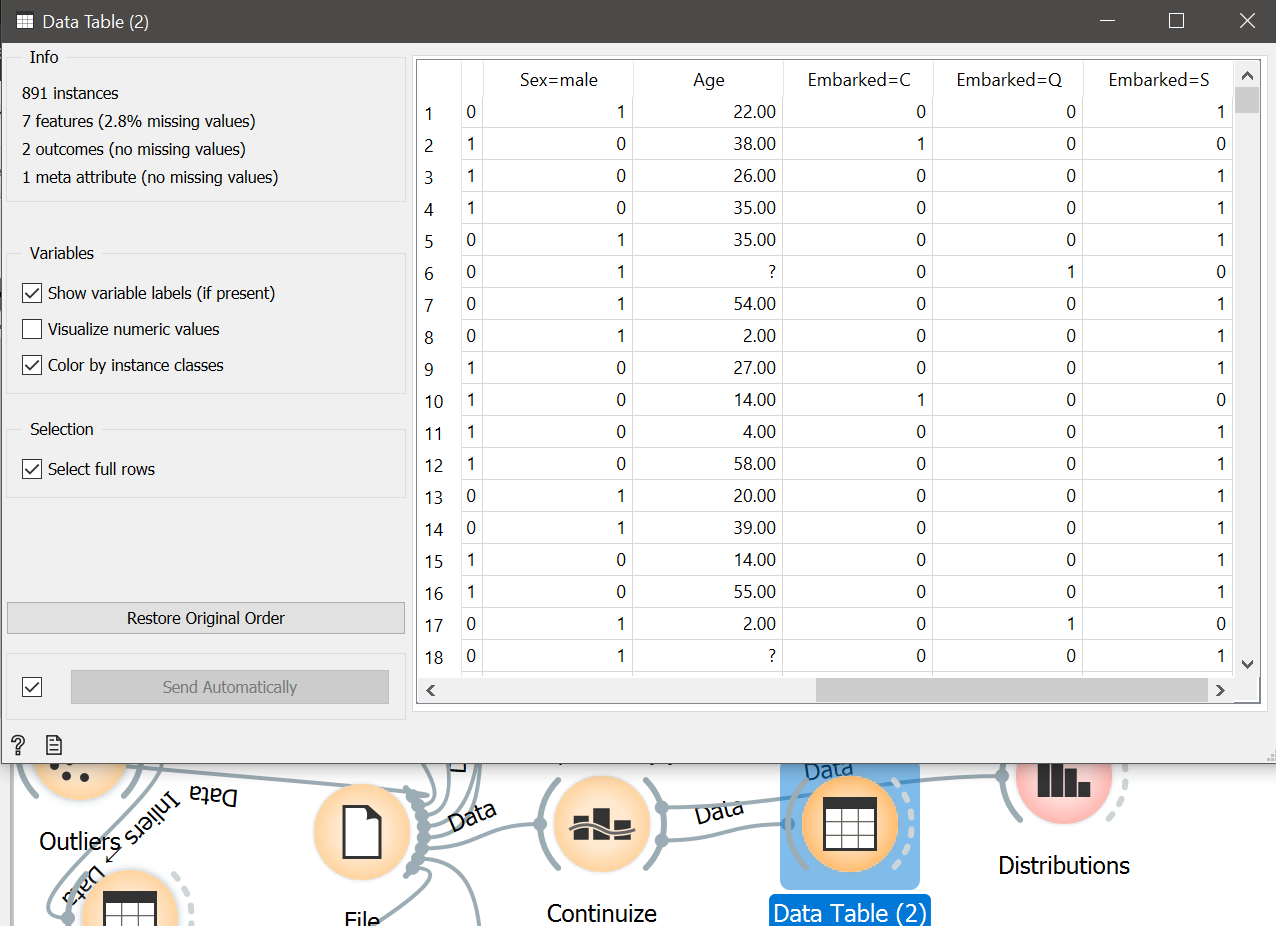 Data Table (2)
Info
891 instances
7 features (2.8% missing values)
2 outcomes (no missing values)
1 meta attribute (no missing values)
Variables
Show variable labels (if present)
Visualize numeric values
Color by instance classes
Selection
Select full rows
Restore Original Order
Send Automatically
Sex=male Age Embarked=C Embarked=Q Embarked=S
1 0 1 22.00 0 0 1
2 1 0 38.00 1 0 0
3 1 0 26.00 0 0 1
4 1 0 35.00 0 0 1
5 0 1 35.00 0 0 1
6 0 1 ? 0 1 0
7 0 1 54.00 0 0 1
8 0 1 2.00 0 0 1
9 1 0 27.00 0 0 1
10 1 0 14.00 1 0 0
11 1 0 4.00 0 0 1
12 1 0 58.00 0 0 1
13 0 1 20.00 0 0 1
14 0 1 39.00 0 0 1
15 1 0 14.00 0 0 1
16 1 0 55.00 0 0 1
17 0 1 2.00 0 1 0
18 0 1 ? 0 0 1
?
Data
Outliers
Inliers → Data
File
Data
Continuize
Data
Data
Data Table (2)
Distributions